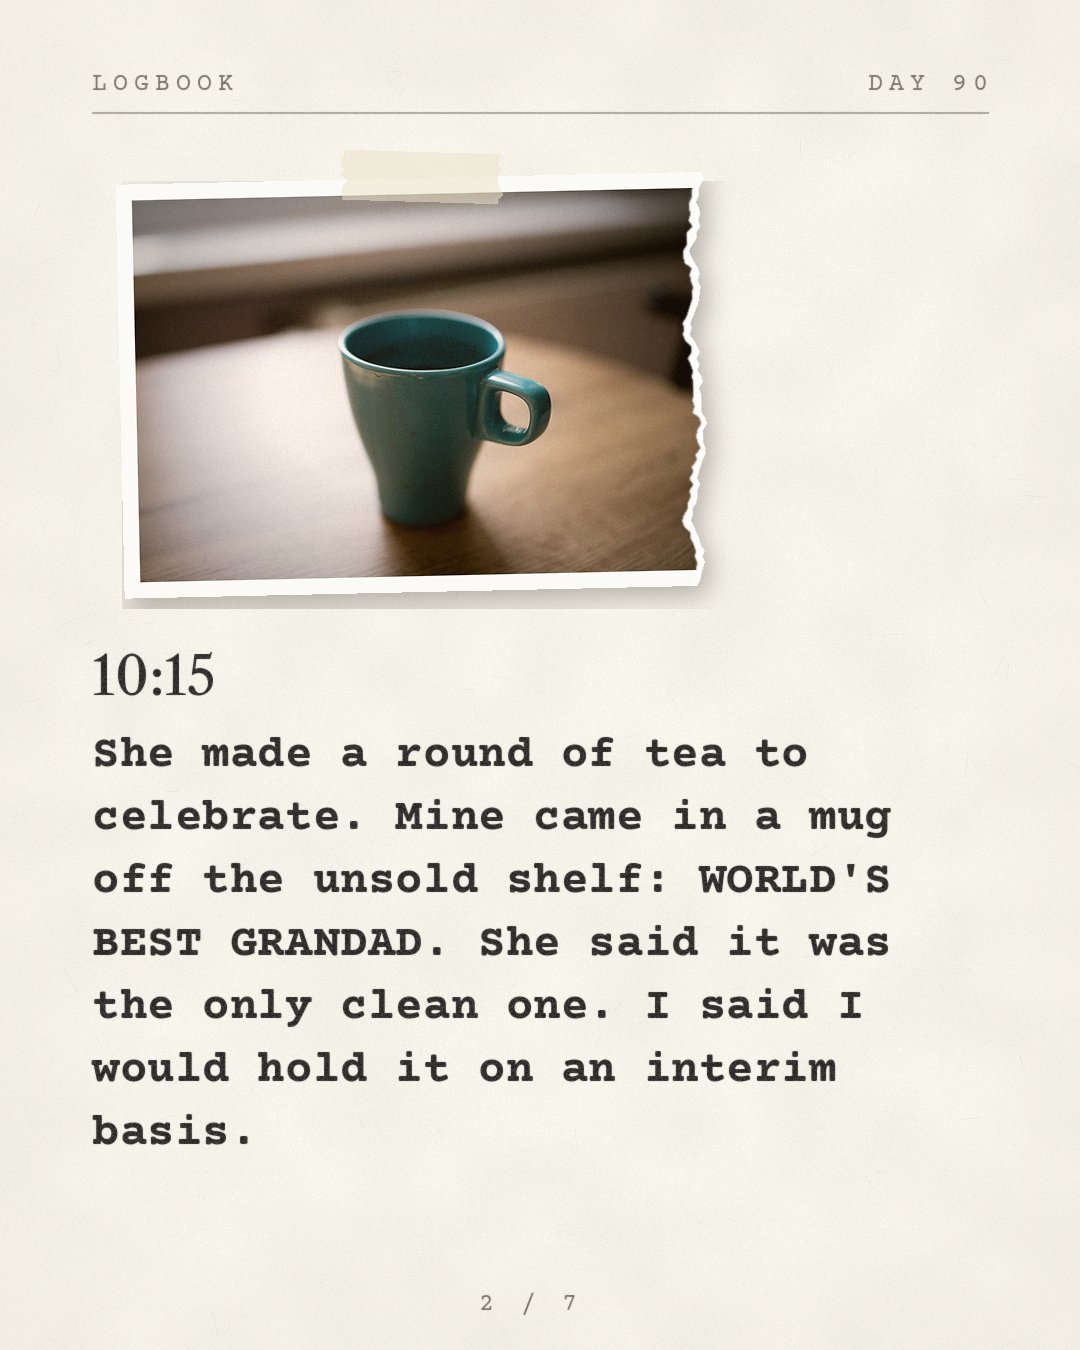 LOGBOOK DAY 90
10:15
She made a round of tea to
celebrate. Mine came in a mug
off the unsold shelf: WORLD'S
BEST GRANDAD. She said it was
the only clean one. I said I
would hold it on an interim
basis.
2 / 7